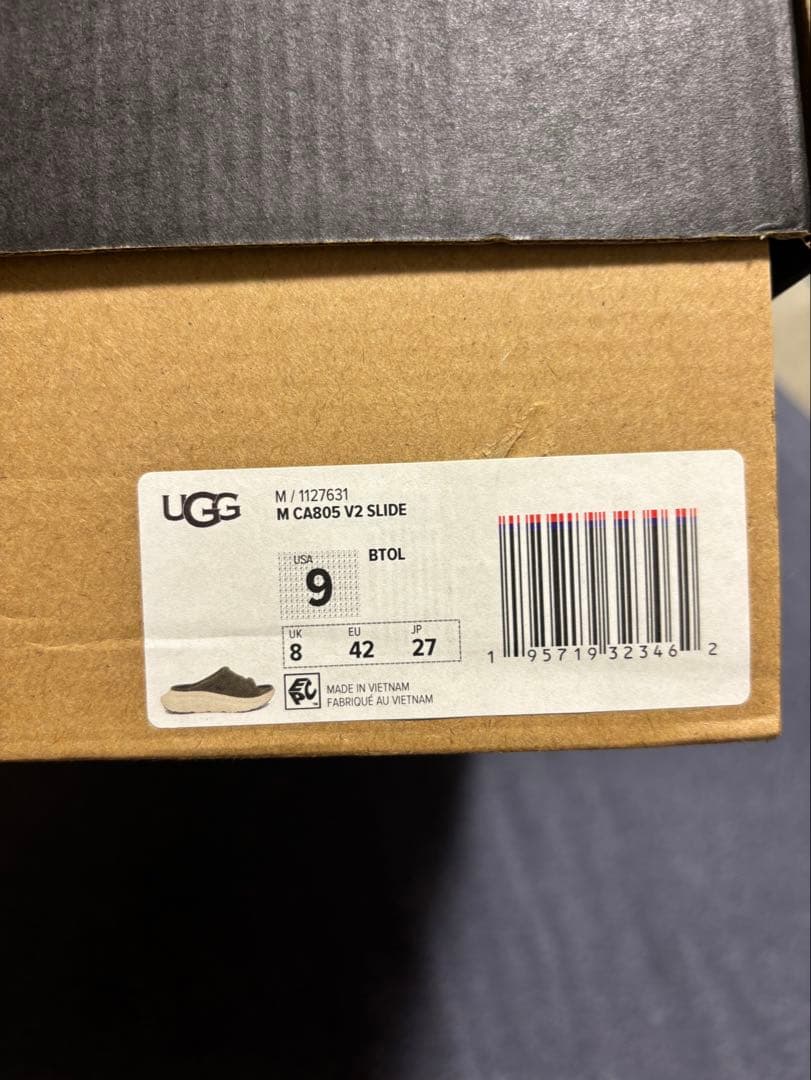 UGG
M / 1127631
M CA805 V2 SLIDE
USA
9
BTOL
UK
8
EU
42
JP
27
EPC
MADE IN VIETNAM
FABRIQUÉ AU VIETNAM
1 95719 32346 2